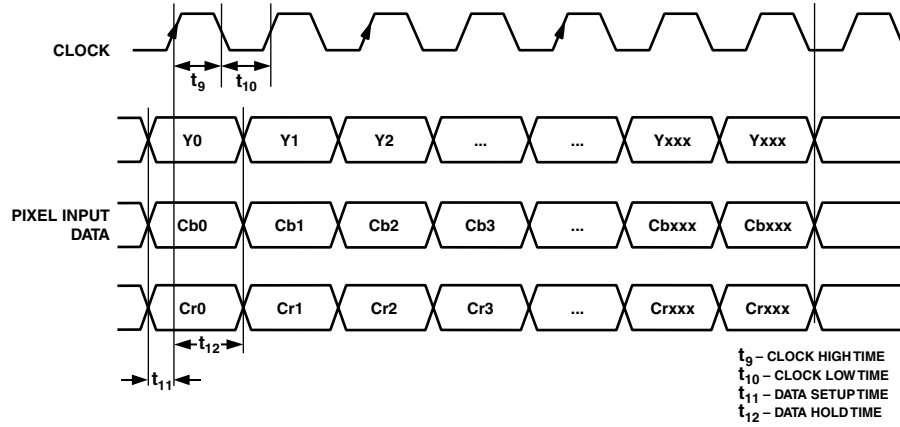 CLOCK
t9
t10
Y0 Y1 Y2 ... ... Yxxx Yxxx
PIXEL INPUT
DATA
Cb0 Cb1 Cb2 Cb3 ... Cbxxx Cbxxx
Cr0 Cr1 Cr2 Cr3 ... Crxxx Crxxx
t12
t11
t9 – CLOCK HIGH TIME
t10 – CLOCK LOW TIME
t11 – DATA SETUP TIME
t12 – DATA HOLD TIME